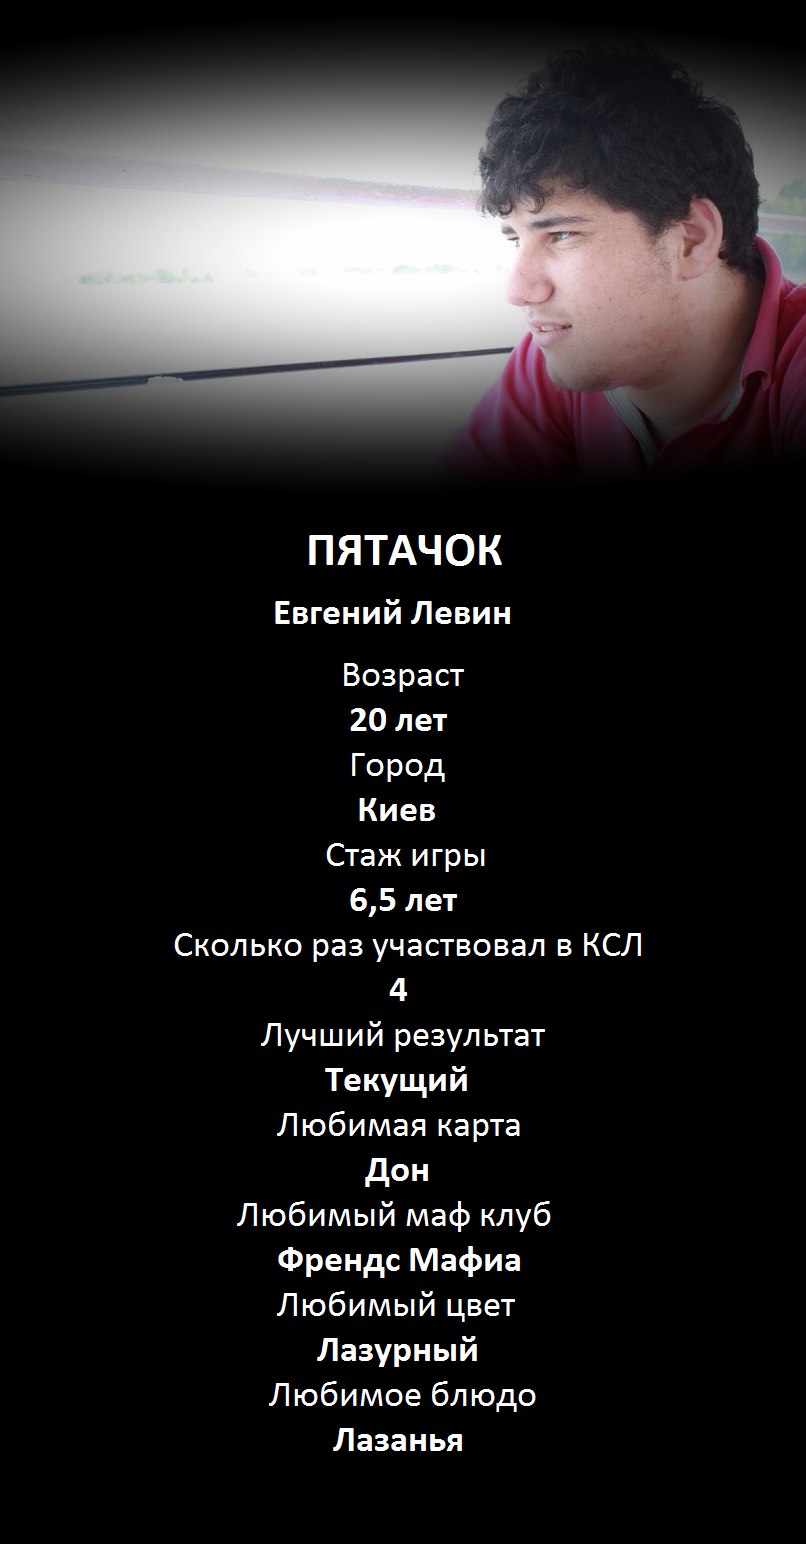 ПЯТАЧОК
Евгений Левин
Возраст
20 лет
Город
Киев
Стаж игры
6,5 лет
Сколько раз участвовал в КСЛ
4
Лучший результат
Текущий
Любимая карта
Дон
Любимый маф клуб
Френдс Мафиа
Любимый цвет
Лазурный
Любимое блюдо
Лазанья